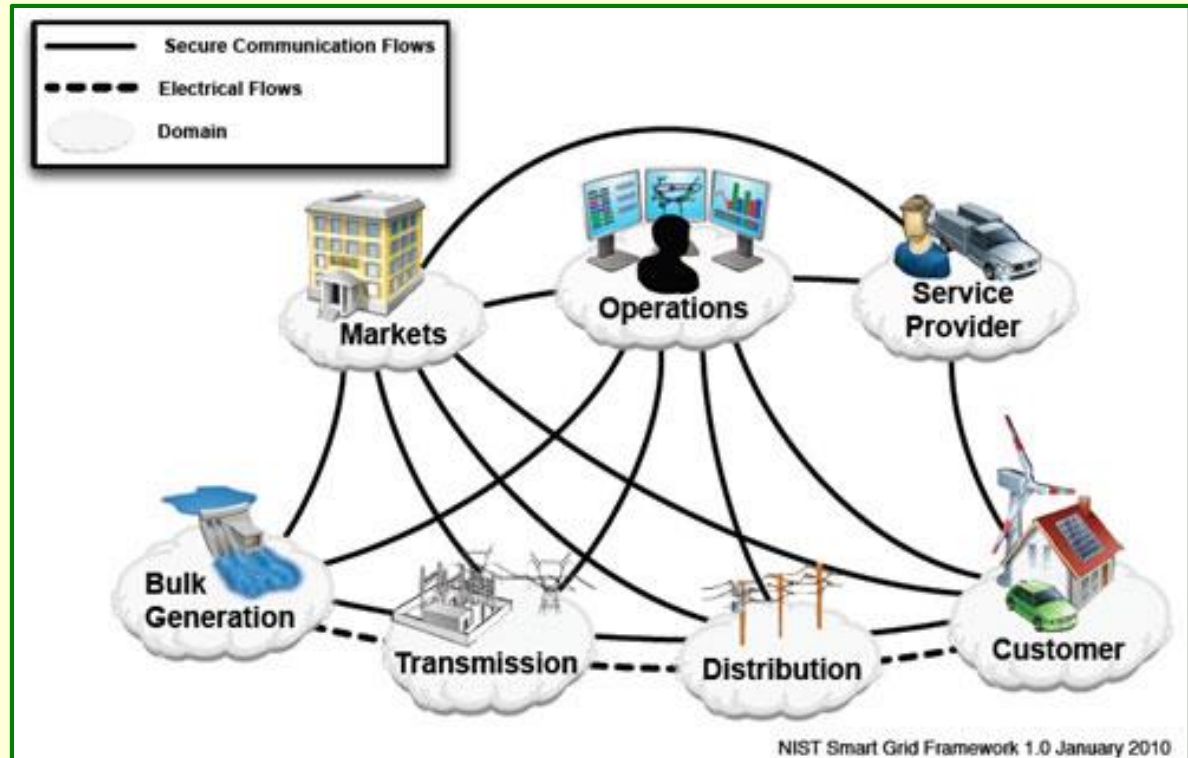 Secure Communication Flows
Electrical Flows
Domain
Markets
Operations
Service
Provider
Bulk
Generation
Transmission
Distribution
Customer
NIST Smart Grid Framework 1.0 January 2010